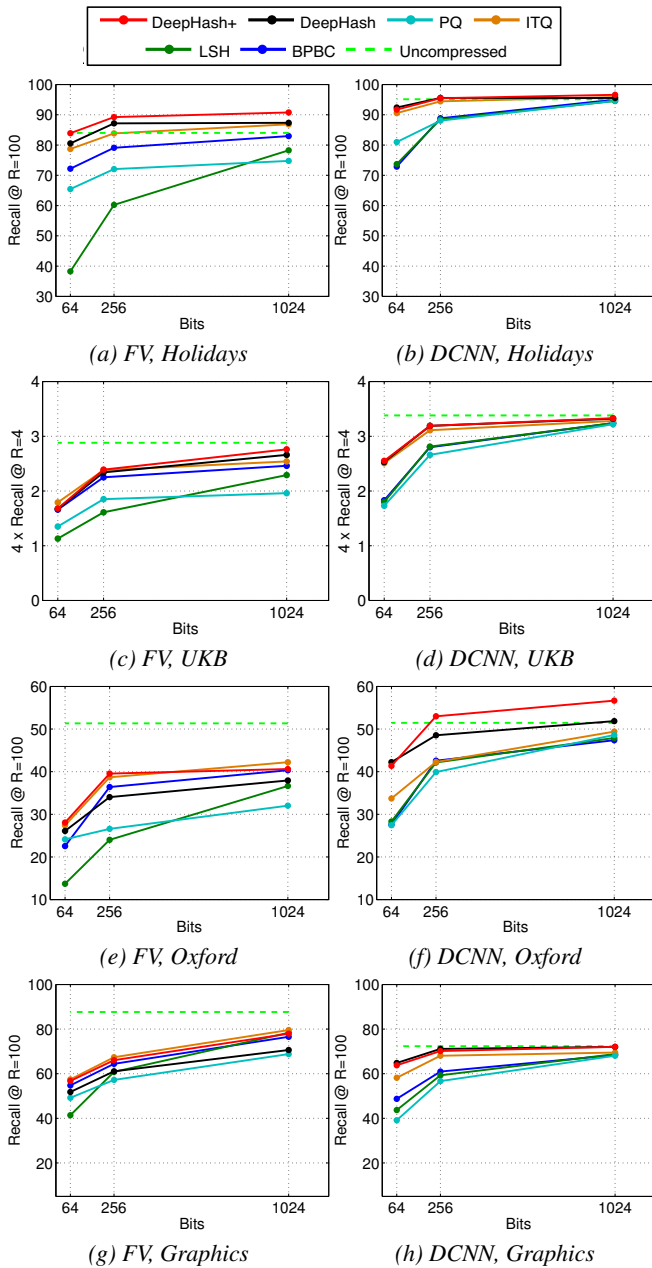 DeepHash+ DeepHash PQ ITQ
LSH BPBC Uncompressed
100
90
80
70
60
50
40
30
Recall @ R=100
64 256 1024
Bits
(a) FV, Holidays
100
90
80
70
60
50
40
30
Recall @ R=100
64 256 1024
Bits
(b) DCNN, Holidays
4
3
2
1
0
4 x Recall @ R=4
64 256 1024
Bits
(c) FV, UKB
4
3
2
1
0
4 x Recall @ R=4
64 256 1024
Bits
(d) DCNN, UKB
60
50
40
30
20
10
Recall @ R=100
64 256 1024
Bits
(e) FV, Oxford
60
50
40
30
20
10
Recall @ R=100
64 256 1024
Bits
(f) DCNN, Oxford
100
80
60
40
20
Recall @ R=100
64 256 1024
Bits
(g) FV, Graphics
100
80
60
40
20
Recall @ R=100
64 256 1024
Bits
(h) DCNN, Graphics